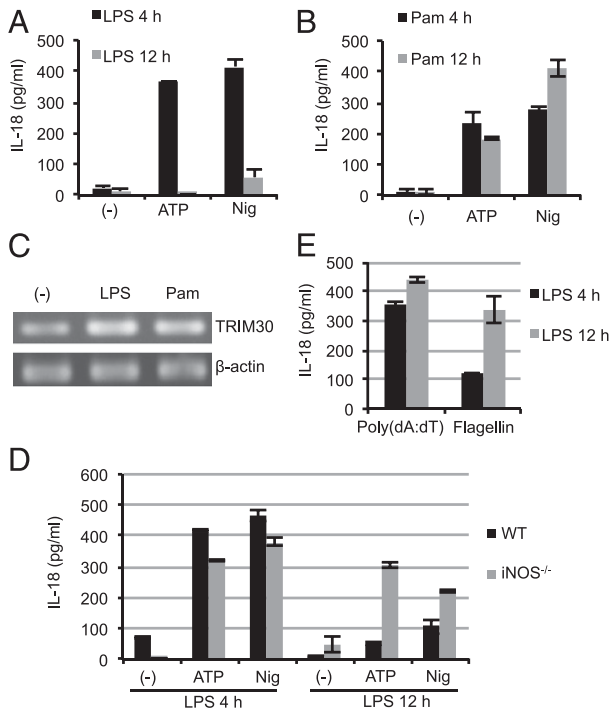 A
LPS 4 h
LPS 12 h
IL-18 (pg/ml)
500
400
300
200
100
0
(-) ATP Nig
B
Pam 4 h
Pam 12 h
IL-18 (pg/ml)
500
400
300
200
100
0
(-) ATP Nig
C
(-) LPS Pam
TRIM30
β-actin
E
LPS 4 h
LPS 12 h
IL-18 (pg/ml)
500
400
300
200
100
0
Poly(dA:dT) Flagellin
D
WT
iNOS-/-
IL-18 (pg/ml)
600
500
400
300
200
100
0
(-) ATP Nig (-) ATP Nig
LPS 4 h LPS 12 h